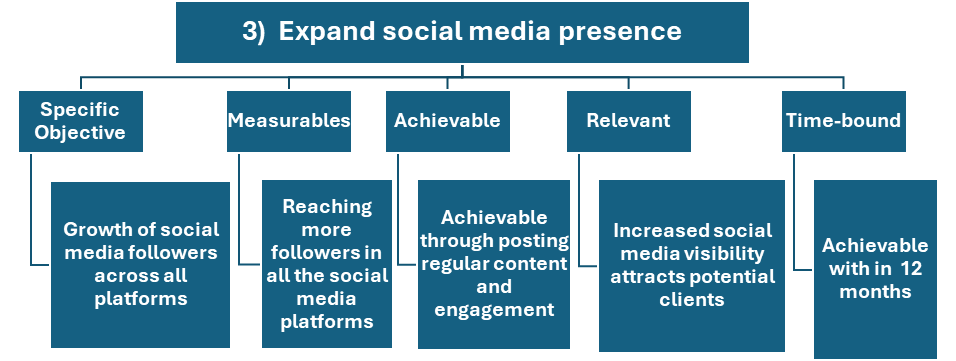 3) Expand social media presence
Specific
Objective
Measurables
Achievable
Relevant
Time-bound
Growth of social
media followers
across all
platforms
Reaching
more
followers in
all the social
media
platforms
Achievable
through posting
regular content
and
engagement
Increased social
media visibility
attracts potential
clients
Achievable
with in 12
months